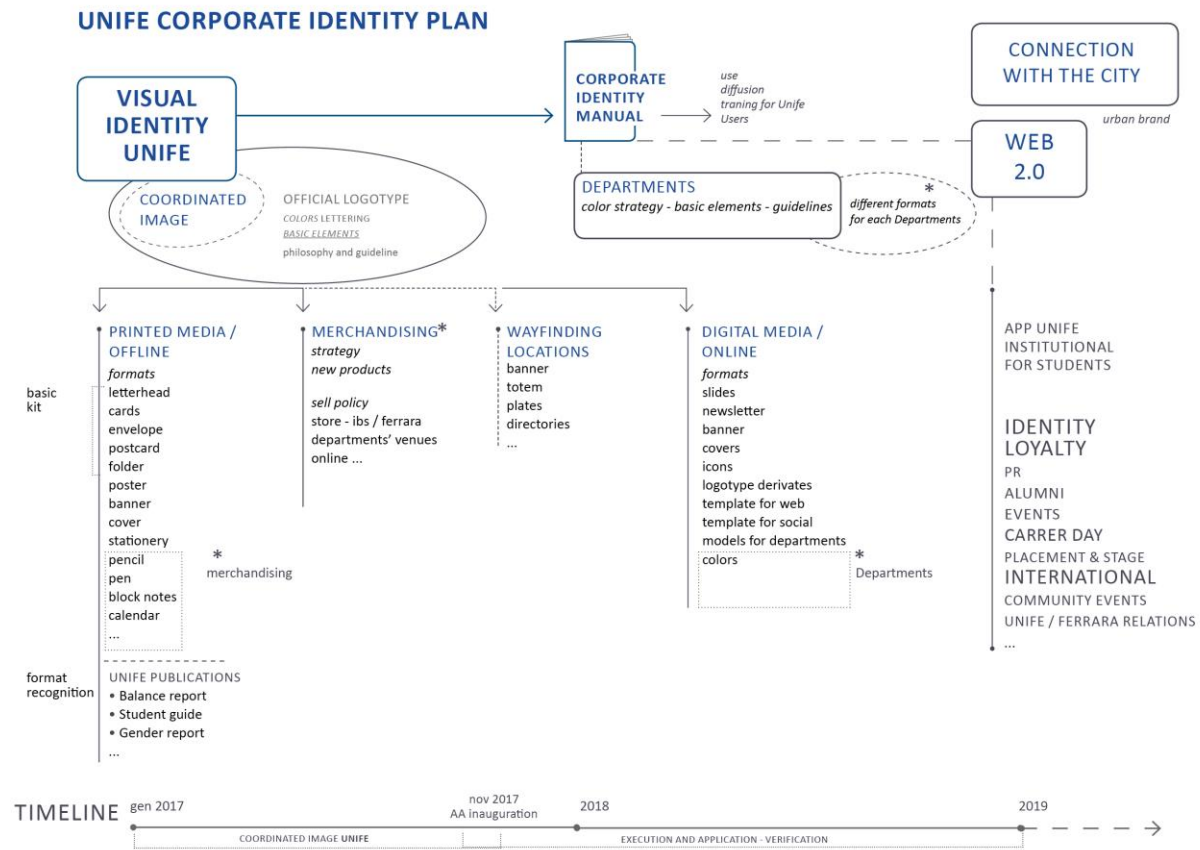 UNIFE CORPORATE IDENTITY PLAN
VISUAL
IDENTITY
UNIFE
CORPORATE
IDENTITY
MANUAL
use
diffusion
traning for Unife
Users
CONNECTION
WITH THE CITY
urban brand
WEB
2.0
COORDINATED
IMAGE
OFFICIAL LOGOTYPE
COLORS LETTERING
BASIC ELEMENTS
philosophy and guideline
DEPARTMENTS
color strategy - basic elements - guidelines
*
different formats
for each Departments
basic
kit
PRINTED MEDIA /
OFFLINE
formats
letterhead
cards
envelope
postcard
folder
poster
banner
cover
stationery
pencil
pen
block notes
calendar
...
*
merchandising
format
recognition
UNIFE PUBLICATIONS
• Balance report
• Student guide
• Gender report
...
MERCHANDISING*
strategy
new products
sell policy
store - ibs / ferrara
departments' venues
online ...
WAYFINDING
LOCATIONS
banner
totem
plates
directories
...
DIGITAL MEDIA /
ONLINE
formats
slides
newsletter
banner
covers
icons
logotype derivates
template for web
template for social
models for departments
colors
*
Departments
APP UNIFE
INSTITUTIONAL
FOR STUDENTS
IDENTITY
LOYALTY
PR
ALUMNI
EVENTS
CARRER DAY
PLACEMENT & STAGE
INTERNATIONAL
COMMUNITY EVENTS
UNIFE / FERRARA RELATIONS
...
TIMELINE
gen 2017
nov 2017
AA inauguration
2018
2019
COORDINATED IMAGE UNIFE
EXECUTION AND APPLICATION - VERIFICATION